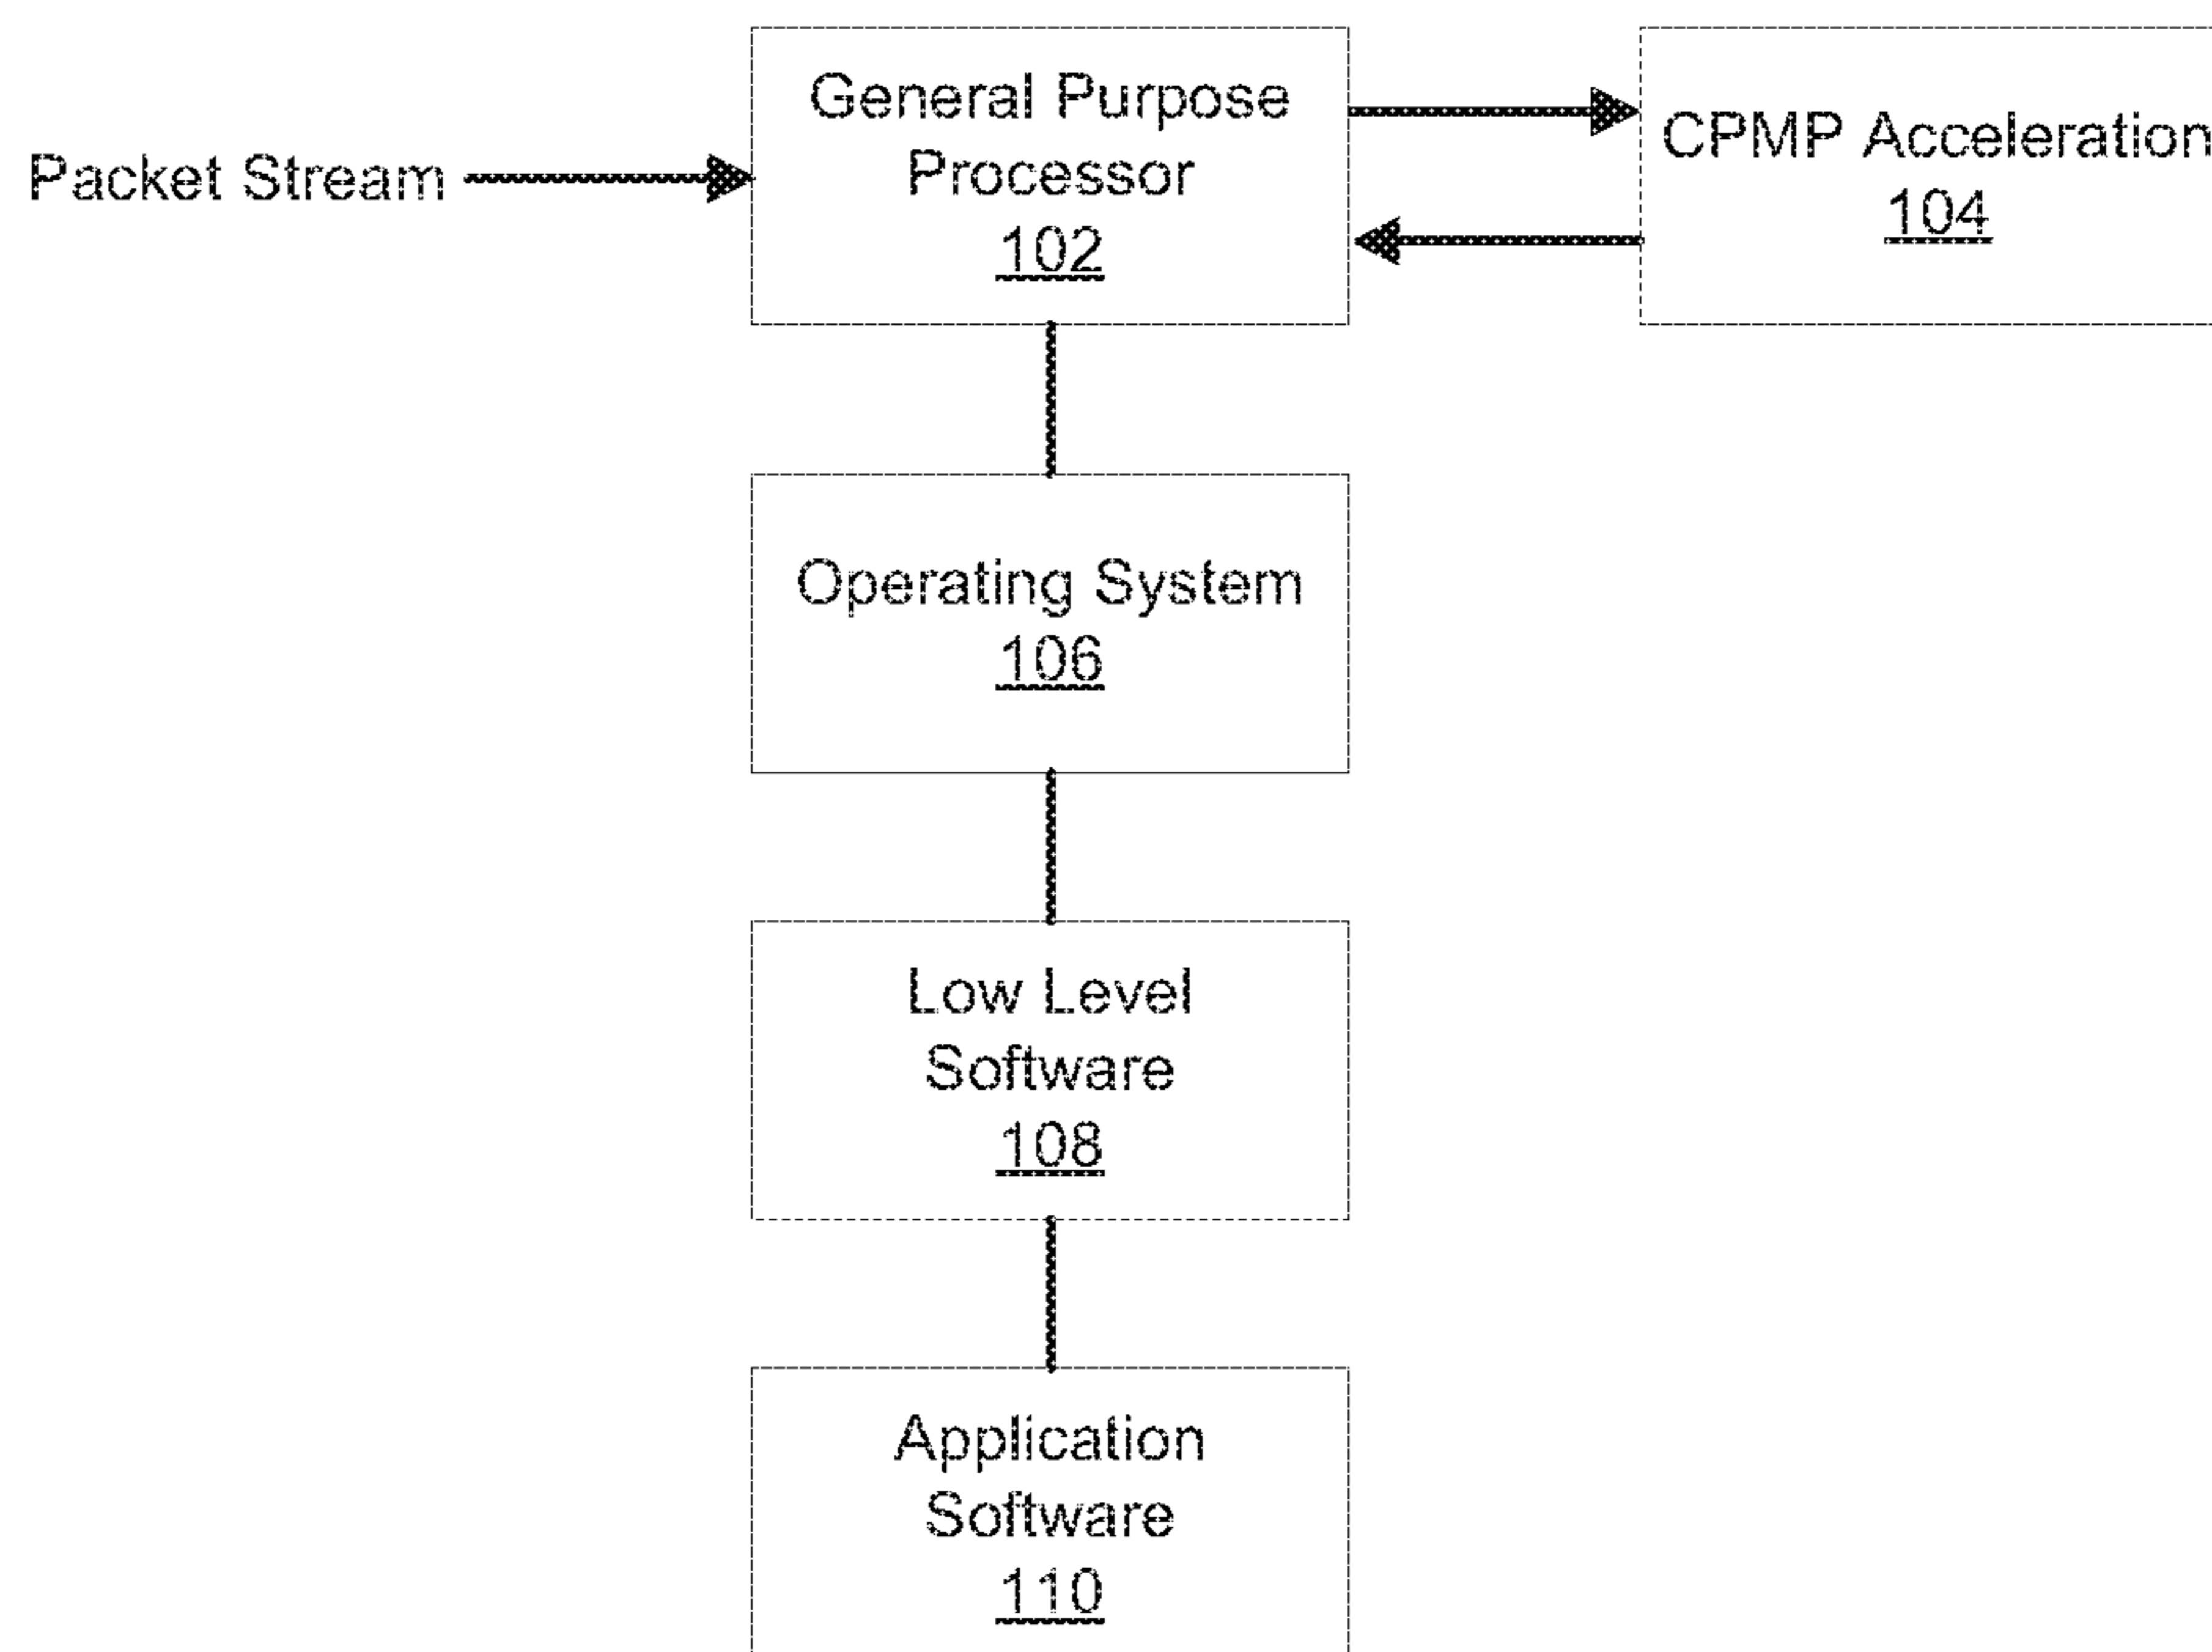 Packet Stream
General Purpose
Processor
102
CPMP Acceleration
104
Operating System
106
Low Level
Software
108
Application
Software
110